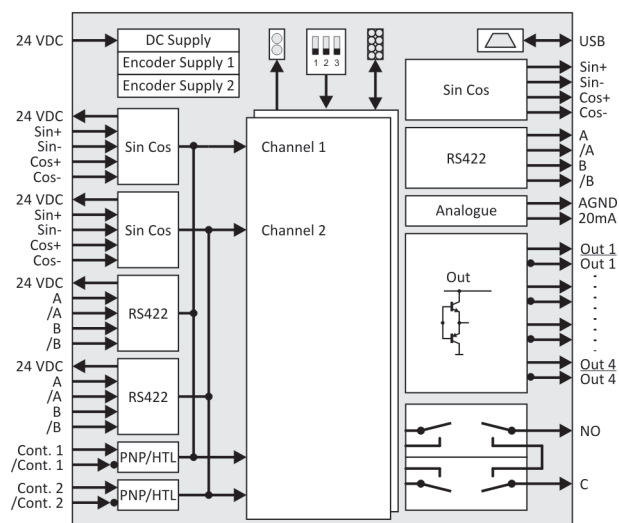 24 VDC
DC Supply
Encoder Supply 1
Encoder Supply 2
1 2 3
USB
24 VDC
Sin+
Sin-
Cos+
Cos-
Sin Cos
24 VDC
Sin+
Sin-
Cos+
Cos-
Sin Cos
24 VDC
A
/A
B
/B
RS422
24 VDC
A
/A
B
/B
RS422
Cont. 1
/Cont. 1
PNP/HTL
Cont. 2
/Cont. 2
PNP/HTL
Channel 1
Channel 2
Sin Cos
Sin+
Sin-
Cos+
Cos-
RS422
A
/A
B
/B
Analogue
AGND
20mA
Out
Out 1
Out 1
Out 4
Out 4
NO
C